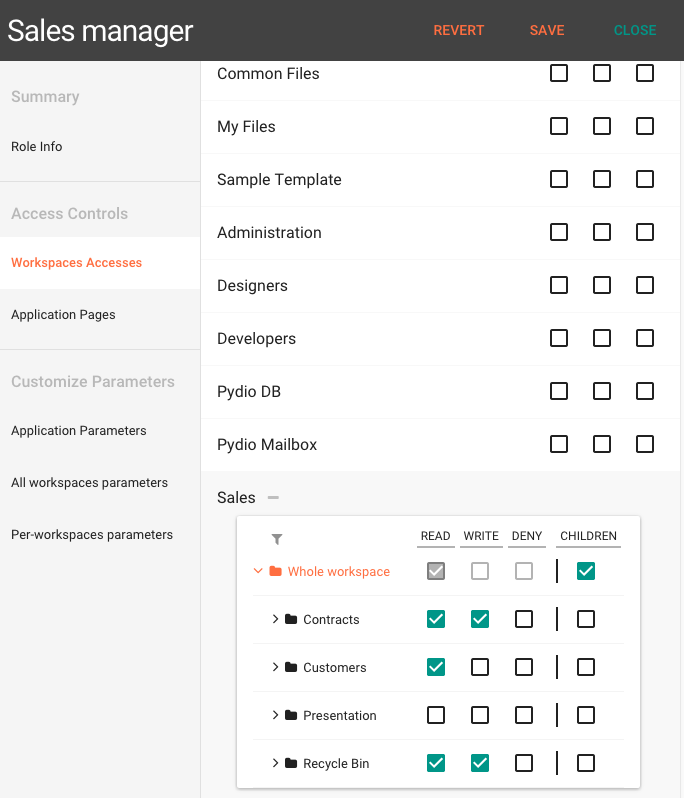 Sales manager
REVERT SAVE CLOSE
Summary
Role Info
Access Controls
Workspaces Accesses
Application Pages
Customize Parameters
Application Parameters
All workspaces parameters
Per-workspaces parameters
Common Files
My Files
Sample Template
Administration
Designers
Developers
Pydio DB
Pydio Mailbox
Sales
READ WRITE DENY CHILDREN
Whole workspace
Contracts
Customers
Presentation
Recycle Bin